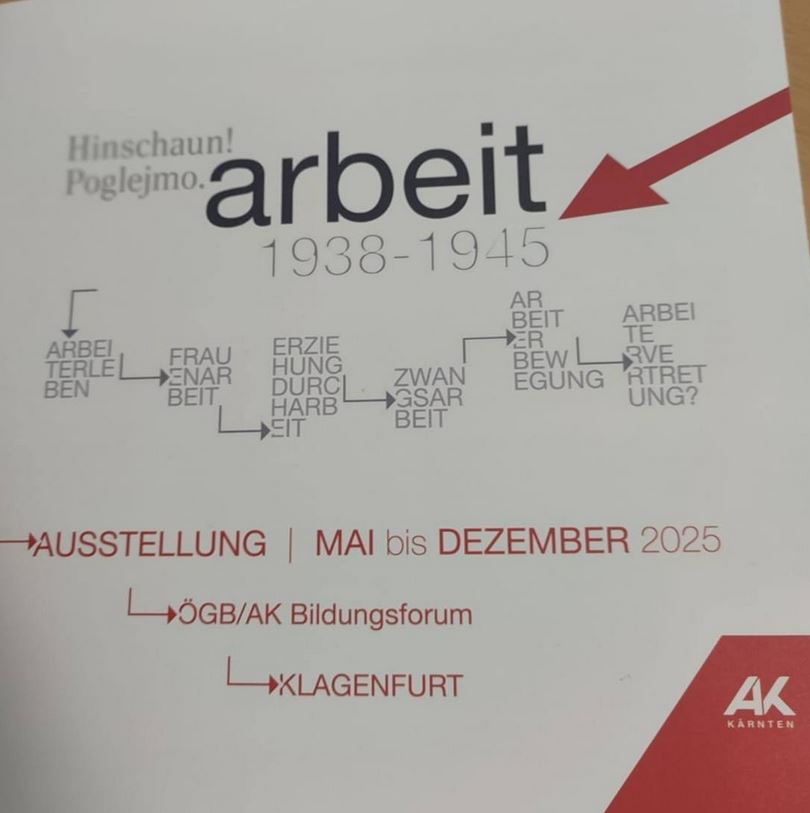 Hinschaun!
Poglejmo.
arbeit
1938-1945
ARBEI
TERLE
BEN
FRAU
ENAR
BEIT
ERZIE
HUNG
DURC
HARB
EIT
ZWAN
GSAR
BEIT
AR
BEIT
ER
BEW
EGUNG
ARBEI
TE
RVE
RTRET
UNG?
AUSSTELLUNG | MAI bis DEZEMBER 2025
ÖGB/AK Bildungsforum
KLAGENFURT
AK
KÄRNTEN